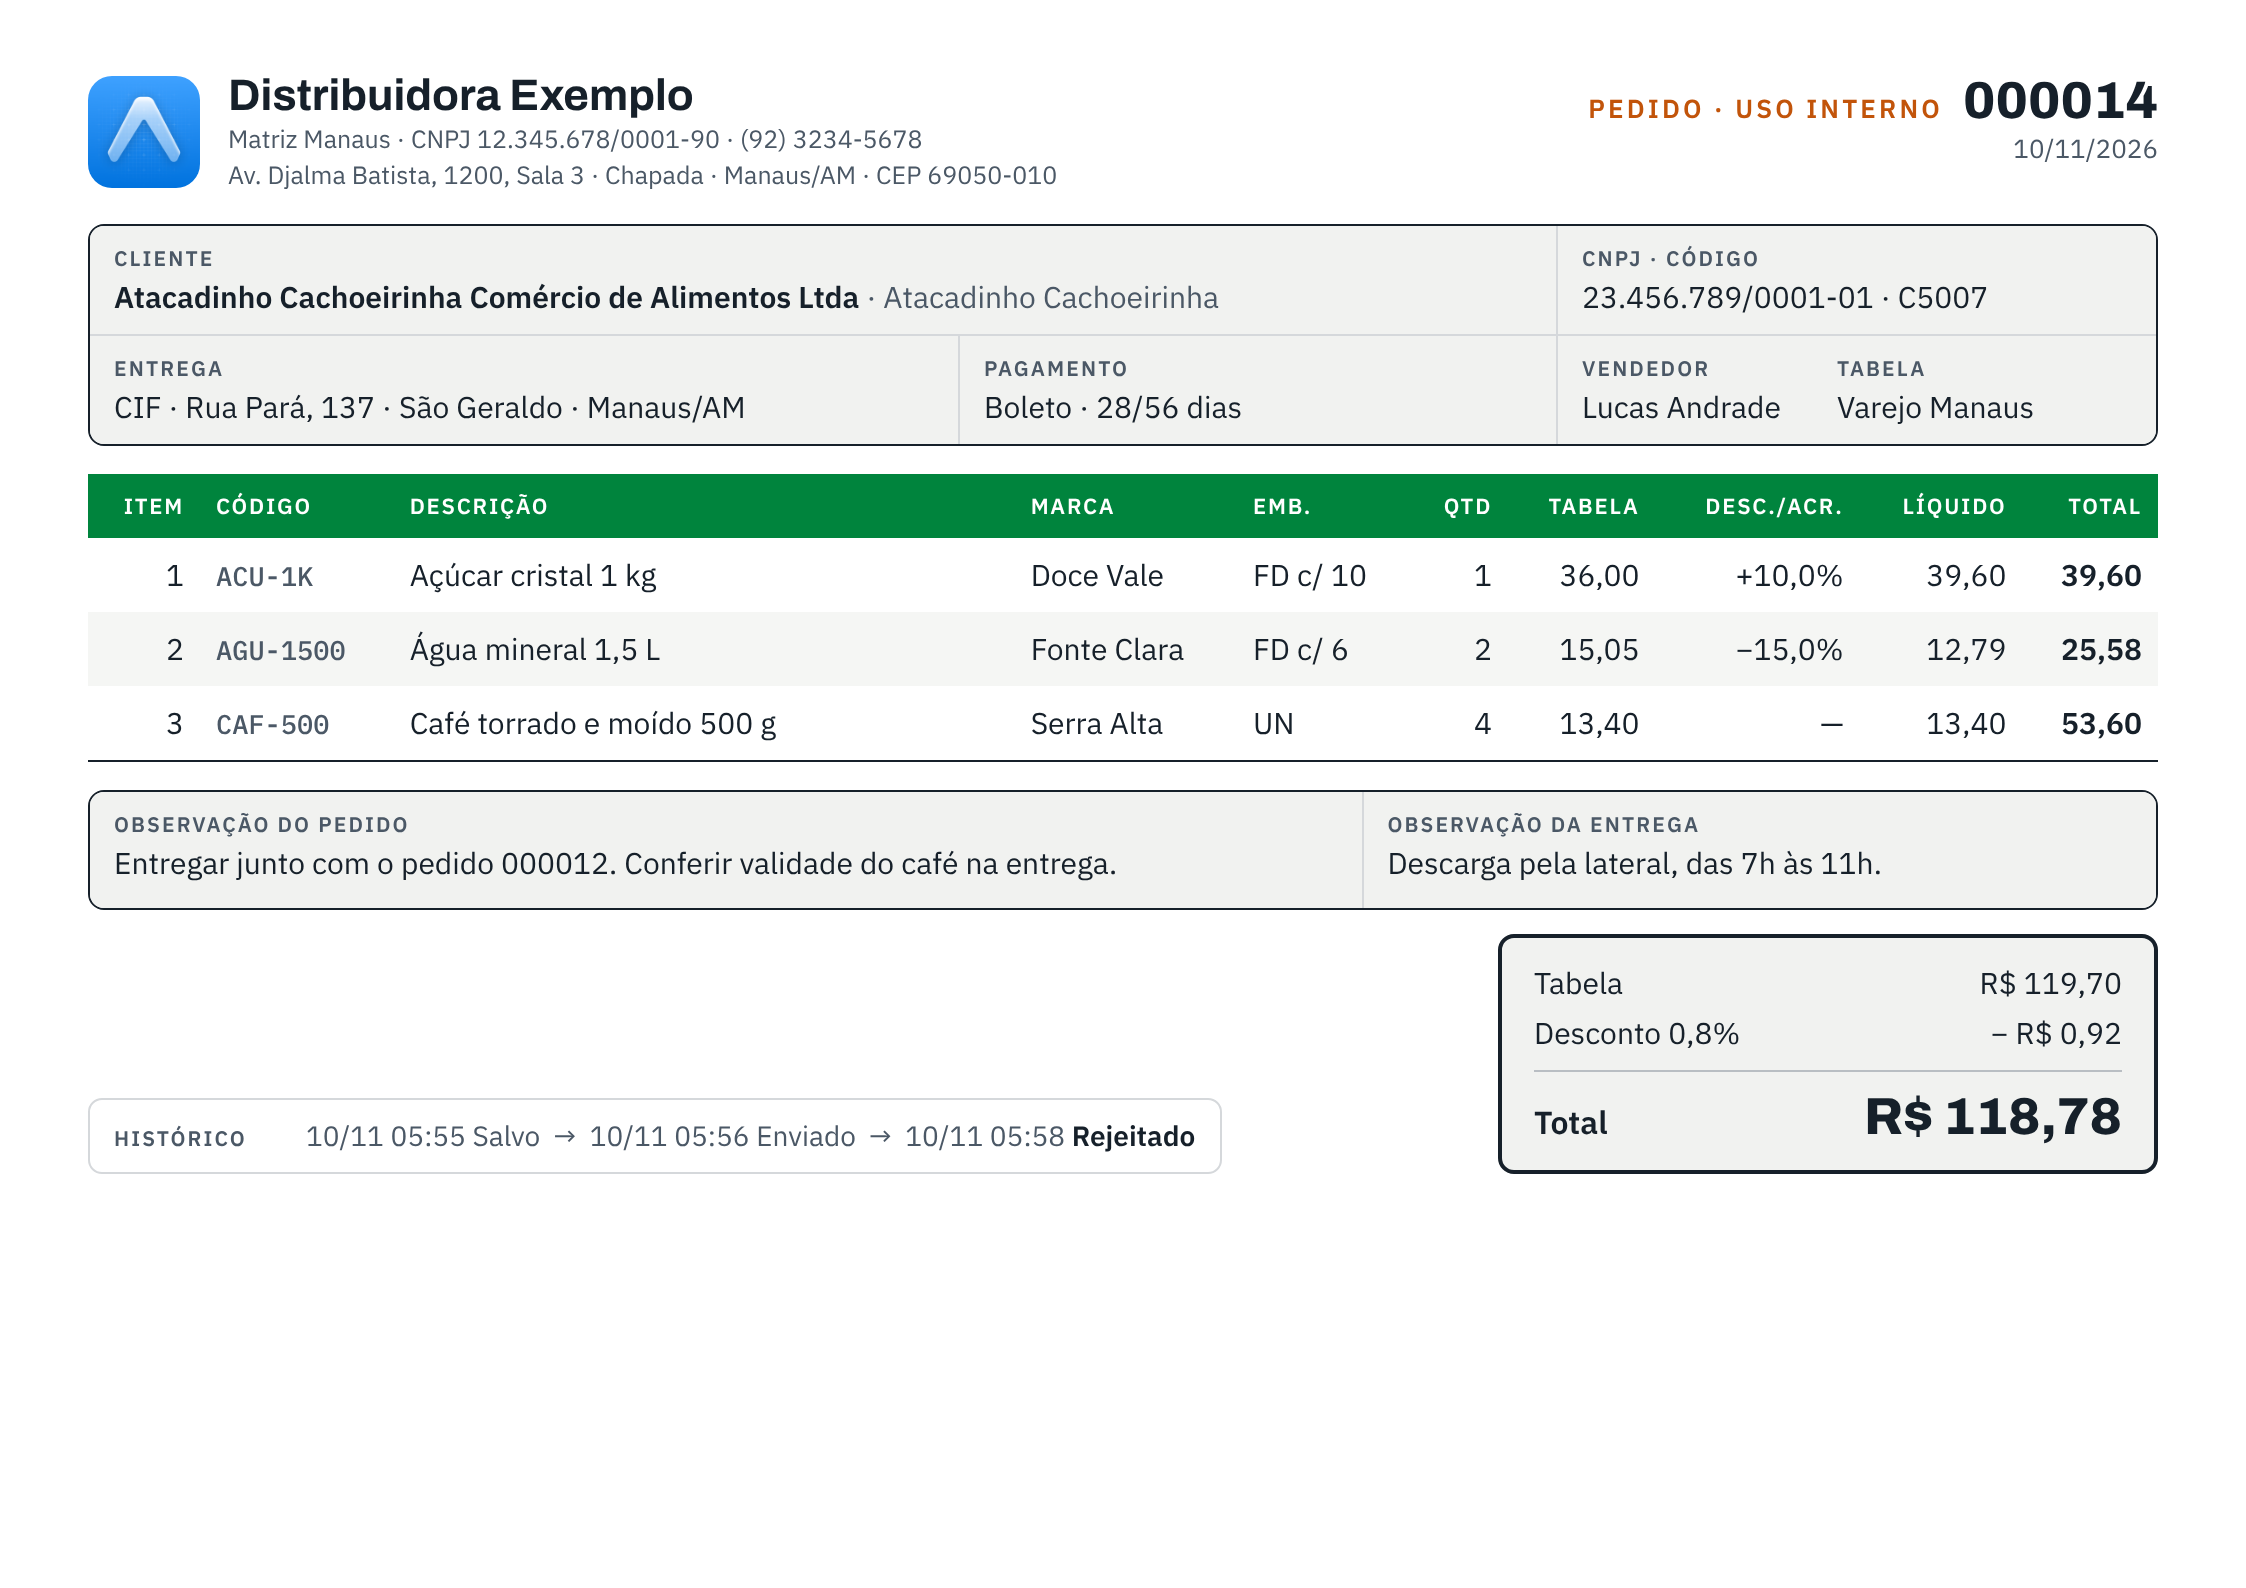 Distribuidora Exemplo
Matriz Manaus · CNPJ 12.345.678/0001-90 · (92) 3234-5678
Av. Djalma Batista, 1200, Sala 3 · Chapada · Manaus/AM · CEP 69050-010
PEDIDO · USO INTERNO 000014
10/11/2026
CLIENTE
Atacadinho Cachoeirinha Comércio de Alimentos Ltda · Atacadinho Cachoeirinha
CNPJ · CÓDIGO
23.456.789/0001-01 · C5007
ENTREGA
CIF · Rua Pará, 137 · São Geraldo · Manaus/AM
PAGAMENTO
Boleto · 28/56 dias
VENDEDOR
Lucas Andrade
TABELA
Varejo Manaus
ITEM CÓDIGO DESCRIÇÃO MARCA EMB. QTD TABELA DESC./ACR. LÍQUIDO TOTAL
1 ACU-1K Açúcar cristal 1 kg Doce Vale FD c/ 10 1 36,00 +10,0% 39,60 39,60
2 AGU-1500 Água mineral 1,5 L Fonte Clara FD c/ 6 2 15,05 −15,0% 12,79 25,58
3 CAF-500 Café torrado e moído 500 g Serra Alta UN 4 13,40 — 13,40 53,60
OBSERVAÇÃO DO PEDIDO
Entregar junto com o pedido 000012. Conferir validade do café na entrega.
OBSERVAÇÃO DA ENTREGA
Descarga pela lateral, das 7h às 11h.
Tabela R$ 119,70
Desconto 0,8% − R$ 0,92
Total R$ 118,78
HISTÓRICO 10/11 05:55 Salvo → 10/11 05:56 Enviado → 10/11 05:58 Rejeitado